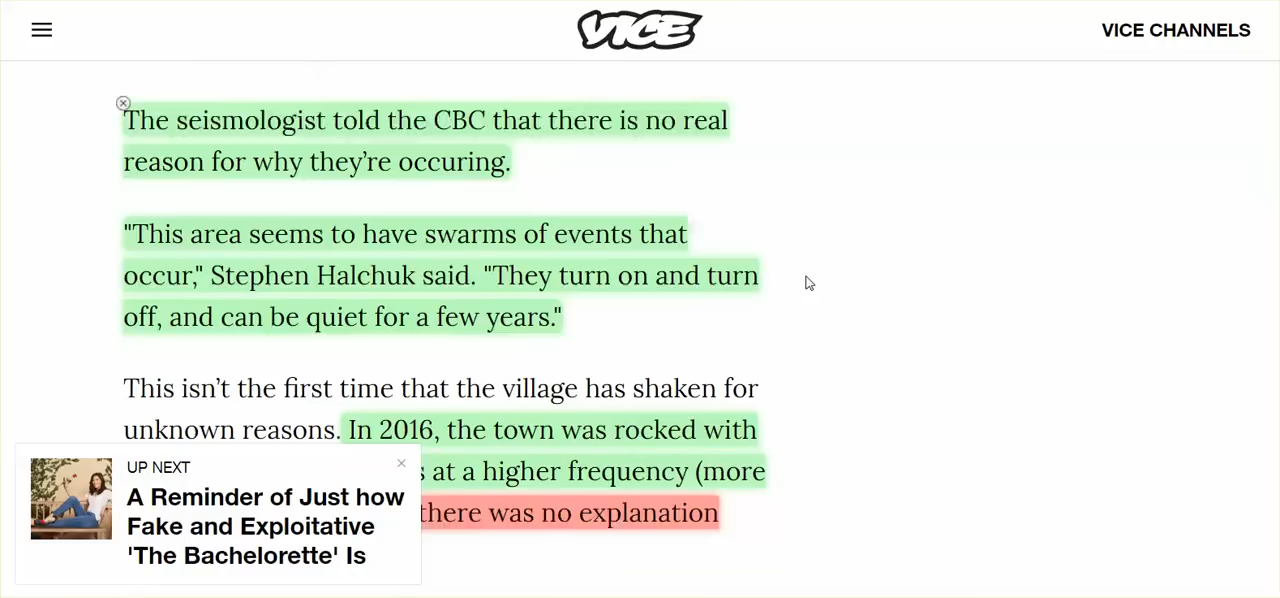 VICE
VICE CHANNELS
The seismologist told the CBC that there is no real
reason for why they’re occuring.
"This area seems to have swarms of events that
occur," Stephen Halchuk said. "They turn on and turn
off, and can be quiet for a few years."
This isn’t the first time that the village has shaken for
unknown reasons. In 2016, the town was rocked with
at a higher frequency (more
there was no explanation
UP NEXT
A Reminder of Just how
Fake and Exploitative
'The Bachelorette' Is